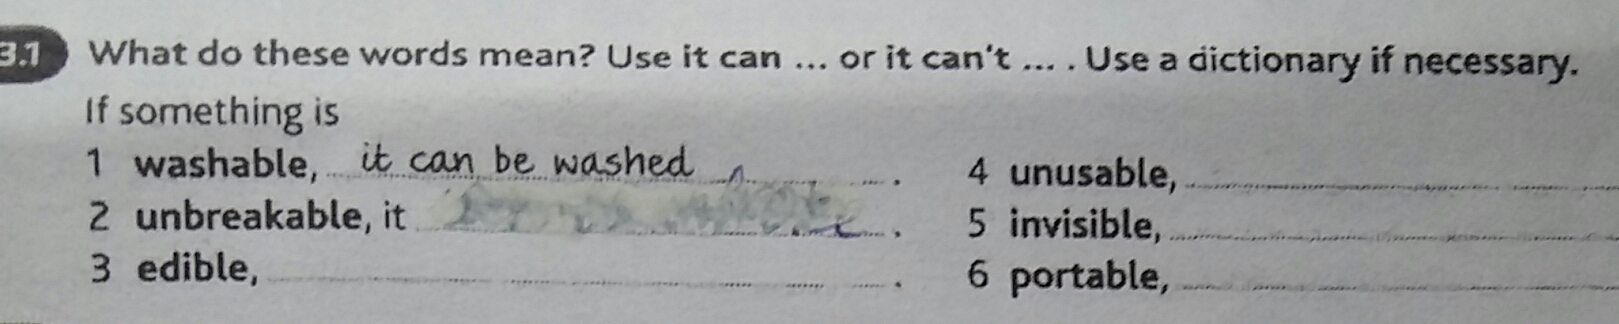 3.1 What do these words mean? Use it can ... or it can't ... . Use a dictionary if necessary.
If something is
1 washable, it can be washed .
2 unbreakable, it .
3 edible, .
4 unusable,
5 invisible,
6 portable,